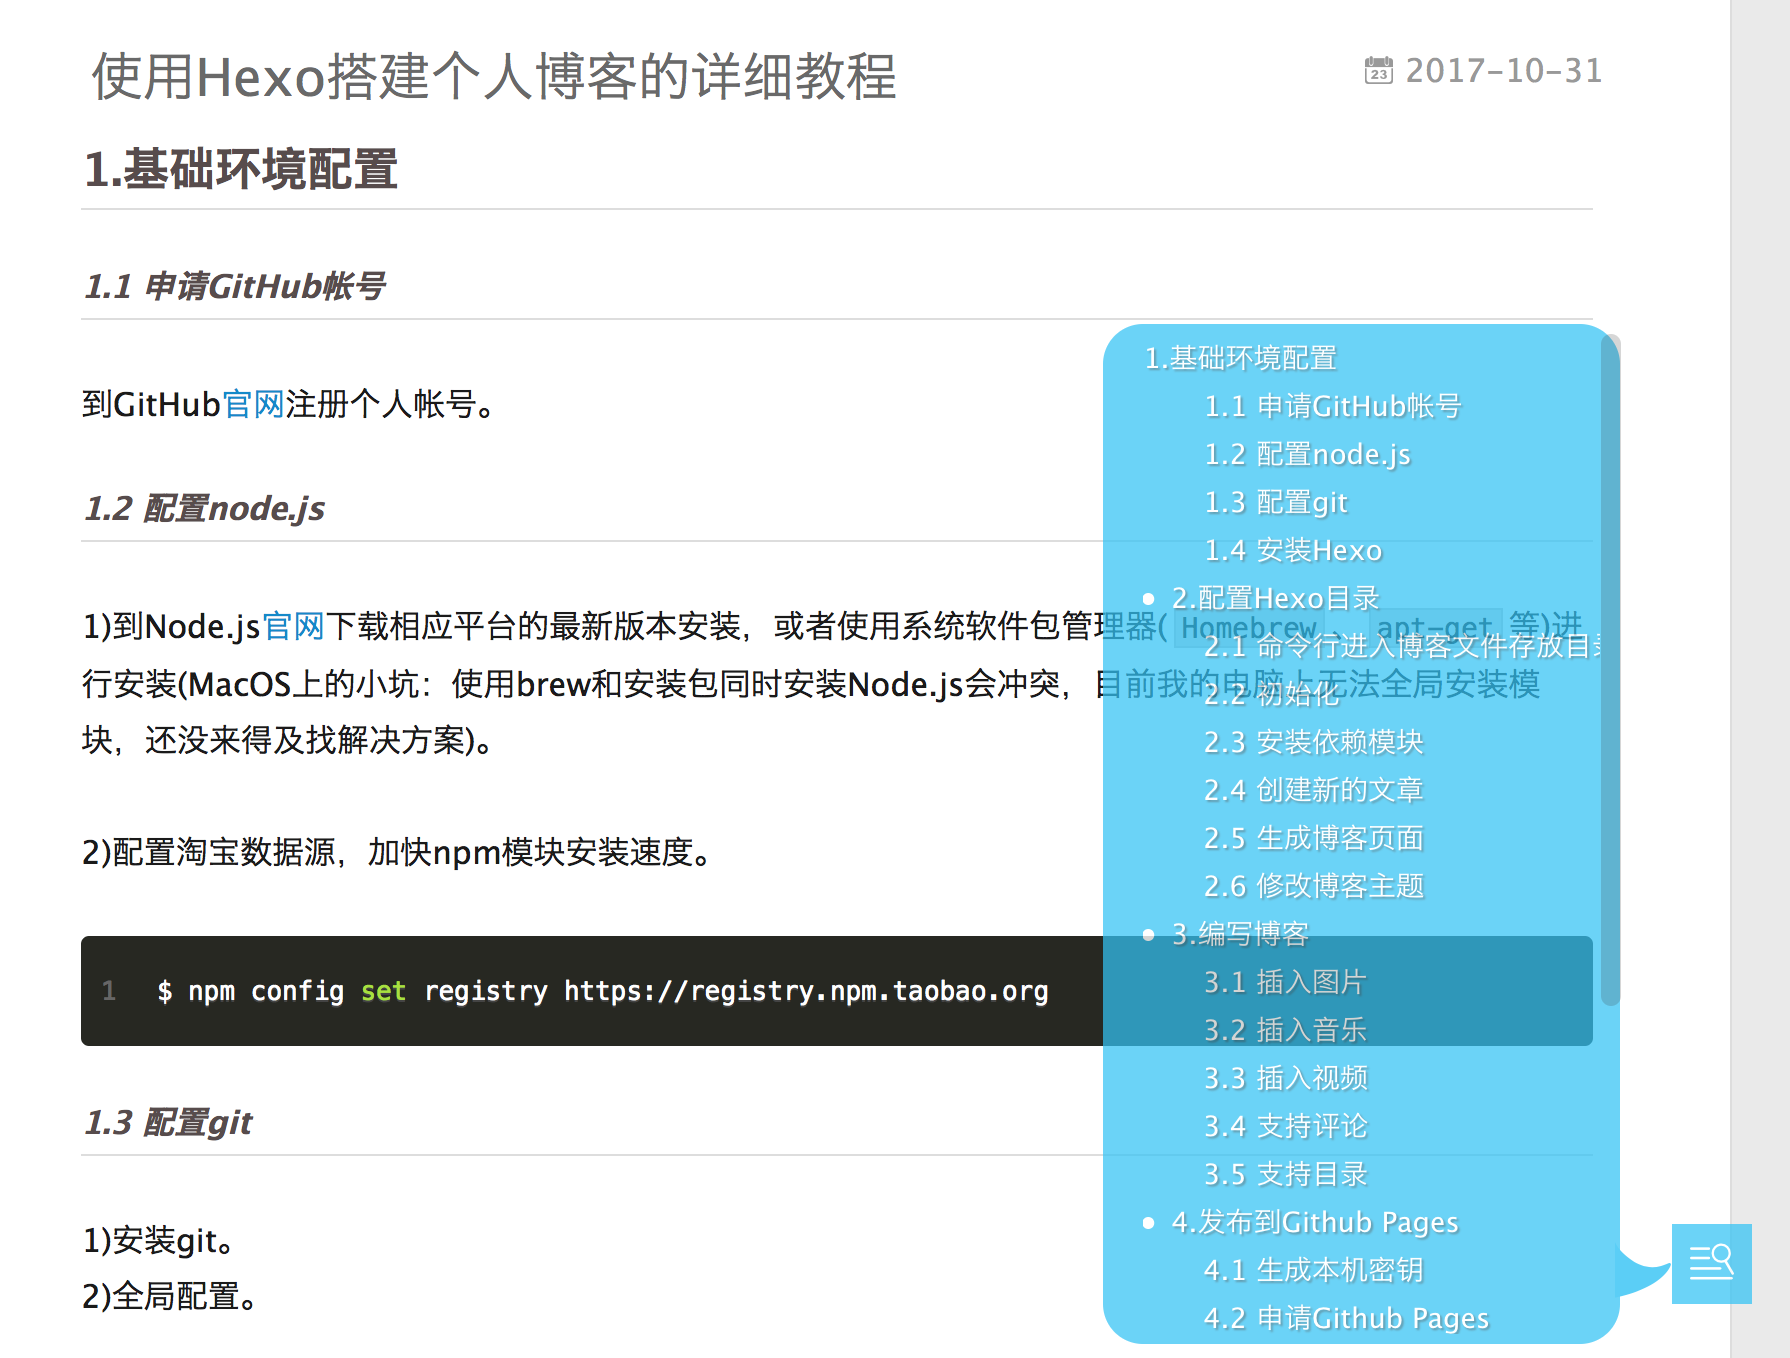 使用Hexo搭建个人博客的详细教程
23 2017-10-31
1.基础环境配置
1.1 申请GitHub帐号
到GitHub官网注册个人帐号。
1.2 配置node.js
1)到Node.js官网下载相应平台的最新版本安装，或者使用系统软件包管理器( Homebrew 、 apt-get 等)进
行安装(MacOS上的小坑：使用brew和安装包同时安装Node.js会冲突，目前我的电脑上无法全局安装模
块，还没来得及找解决方案)。
2)配置淘宝数据源，加快npm模块安装速度。
1 $ npm config set registry https://registry.npm.taobao.org
1.3 配置git
1)安装git。
2)全局配置。
1.基础环境配置
1.1 申请GitHub帐号
1.2 配置node.js
1.3 配置git
1.4 安装Hexo
2.配置Hexo目录
2.1 命令行进入博客文件存放目录
2.2 初始化
2.3 安装依赖模块
2.4 创建新的文章
2.5 生成博客页面
2.6 修改博客主题
3.编写博客
3.1 插入图片
3.2 插入音乐
3.3 插入视频
3.4 支持评论
3.5 支持目录
4.发布到Github Pages
4.1 生成本机密钥
4.2 申请Github Pages